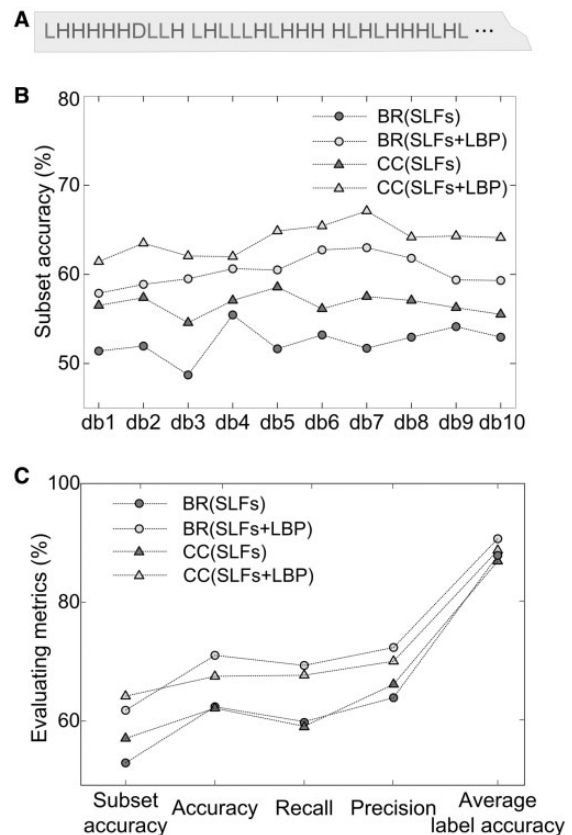 A
LHHHHHDLLH LHLLLHLHHH HLHLHHHLHL ···
B
80
BR(SLFs)
BR(SLFs+LBP)
CC(SLFs)
CC(SLFs+LBP)
70
60
50
Subset accuracy (%)
db1 db2 db3 db4 db5 db6 db7 db8 db9 db10
C
100
BR(SLFs)
BR(SLFs+LBP)
CC(SLFs)
CC(SLFs+LBP)
80
60
Evaluating metrics (%)
Subset accuracy
Accuracy
Recall
Precision
Average label accuracy